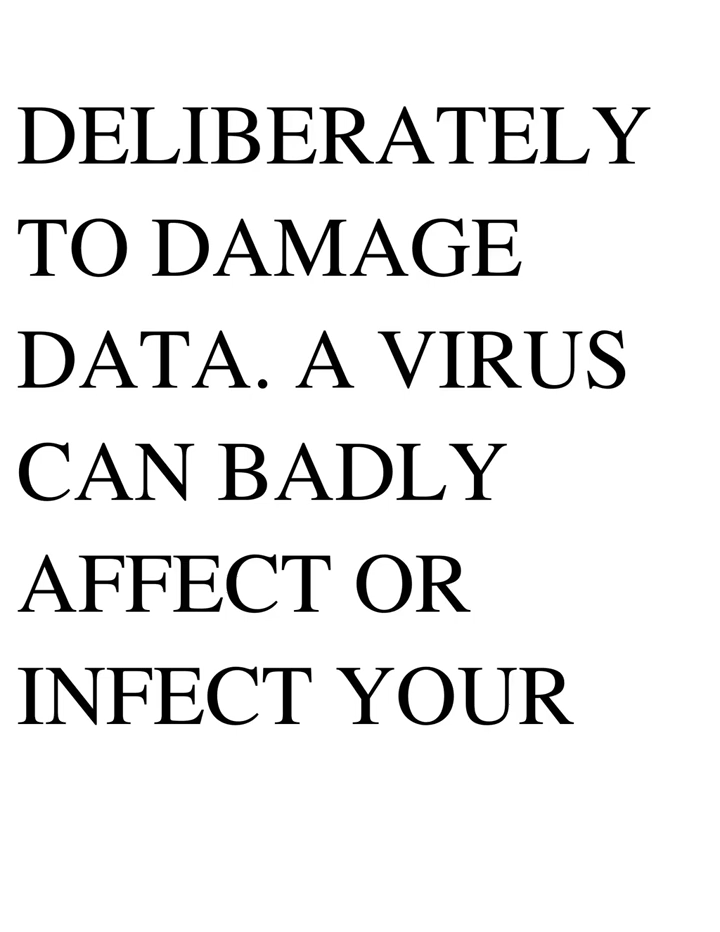 DELIBERATELY
TO DAMAGE
DATA. A VIRUS
CAN BADLY
AFFECT OR
INFECT YOUR